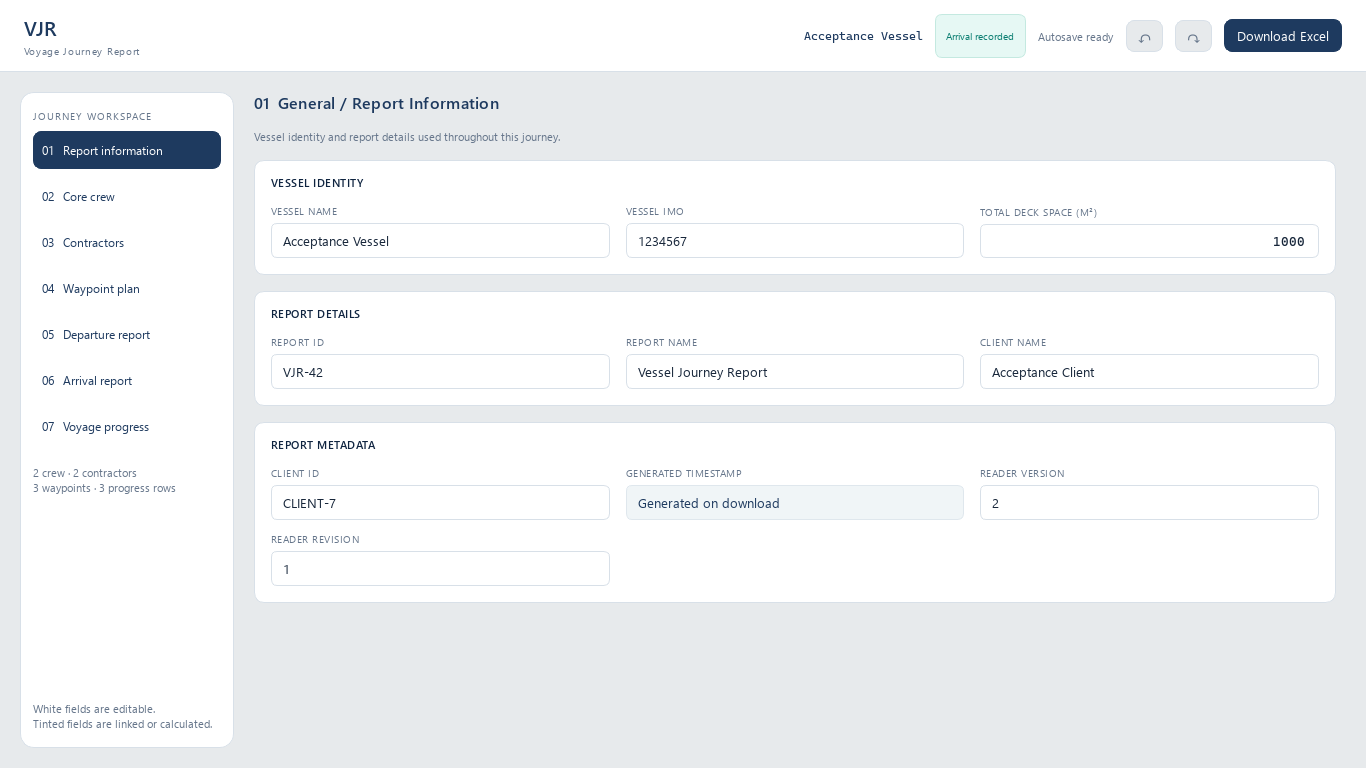 VJR
Voyage Journey Report
Acceptance Vessel
Arrival recorded
Autosave ready
Download Excel
JOURNEY WORKSPACE
01 Report information
02 Core crew
03 Contractors
04 Waypoint plan
05 Departure report
06 Arrival report
07 Voyage progress
2 crew · 2 contractors
3 waypoints · 3 progress rows
White fields are editable.
Tinted fields are linked or calculated.
01 General / Report Information
Vessel identity and report details used throughout this journey.
VESSEL IDENTITY
VESSEL NAME
Acceptance Vessel
VESSEL IMO
1234567
TOTAL DECK SPACE (M²)
1000
REPORT DETAILS
REPORT ID
VJR-42
REPORT NAME
Vessel Journey Report
CLIENT NAME
Acceptance Client
REPORT METADATA
CLIENT ID
CLIENT-7
GENERATED TIMESTAMP
Generated on download
READER VERSION
2
READER REVISION
1